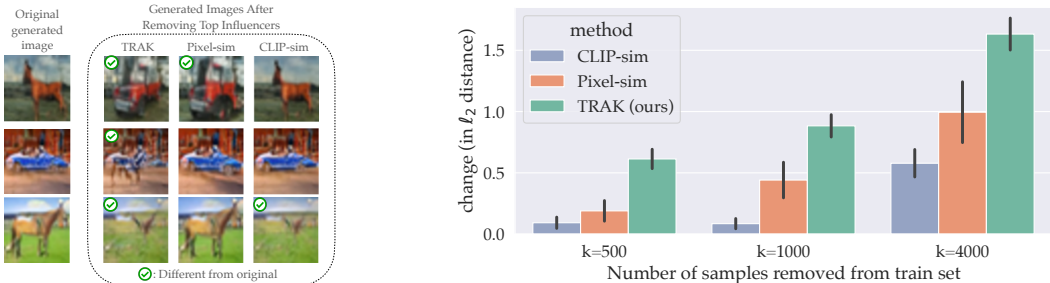 Original
generated
image
Generated Images After
Removing Top Influencers
TRAK Pixel-sim CLIP-sim
: Different from original
change (in ℓ2 distance)
1.5
1.0
0.5
0.0
method
CLIP-sim
Pixel-sim
TRAK (ours)
k=500 k=1000 k=4000
Number of samples removed from train set